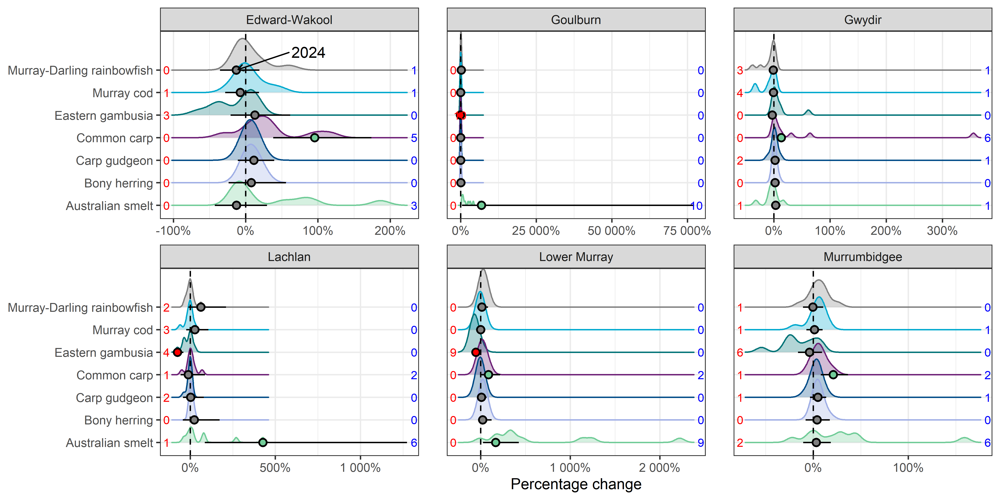 Edward-Wakool Goulburn Gwydir
2024
Murray-Darling rainbowfish 0 1 0 0 3 1
Murray cod 1 1 0 0 4 1
Eastern gambusia 3 0 0 0 0
Common carp 0 5 0 0 0 6
Carp gudgeon 0 0 0 0 2 1
Bony herring 0 0 0 0 0 0
Australian smelt 0 3 0 10 1 1
-100% 0% 100% 200% 0% 25 000% 50 000% 75 000% 0% 100% 200% 300%
Lachlan Lower Murray Murrumbidgee
Murray-Darling rainbowfish 2 0 0 0 1 0
Murray cod 3 0 0 0 1 1
Eastern gambusia 4 0 9 0 6 0
Common carp 1 2 0 2 1 2
Carp gudgeon 2 0 0 0 1 1
Bony herring 0 0 0 0 0 0
Australian smelt 1 6 0 9 2 6
0% 500% 1 000% 0% 1 000% 2 000% 0% 100%
Percentage change